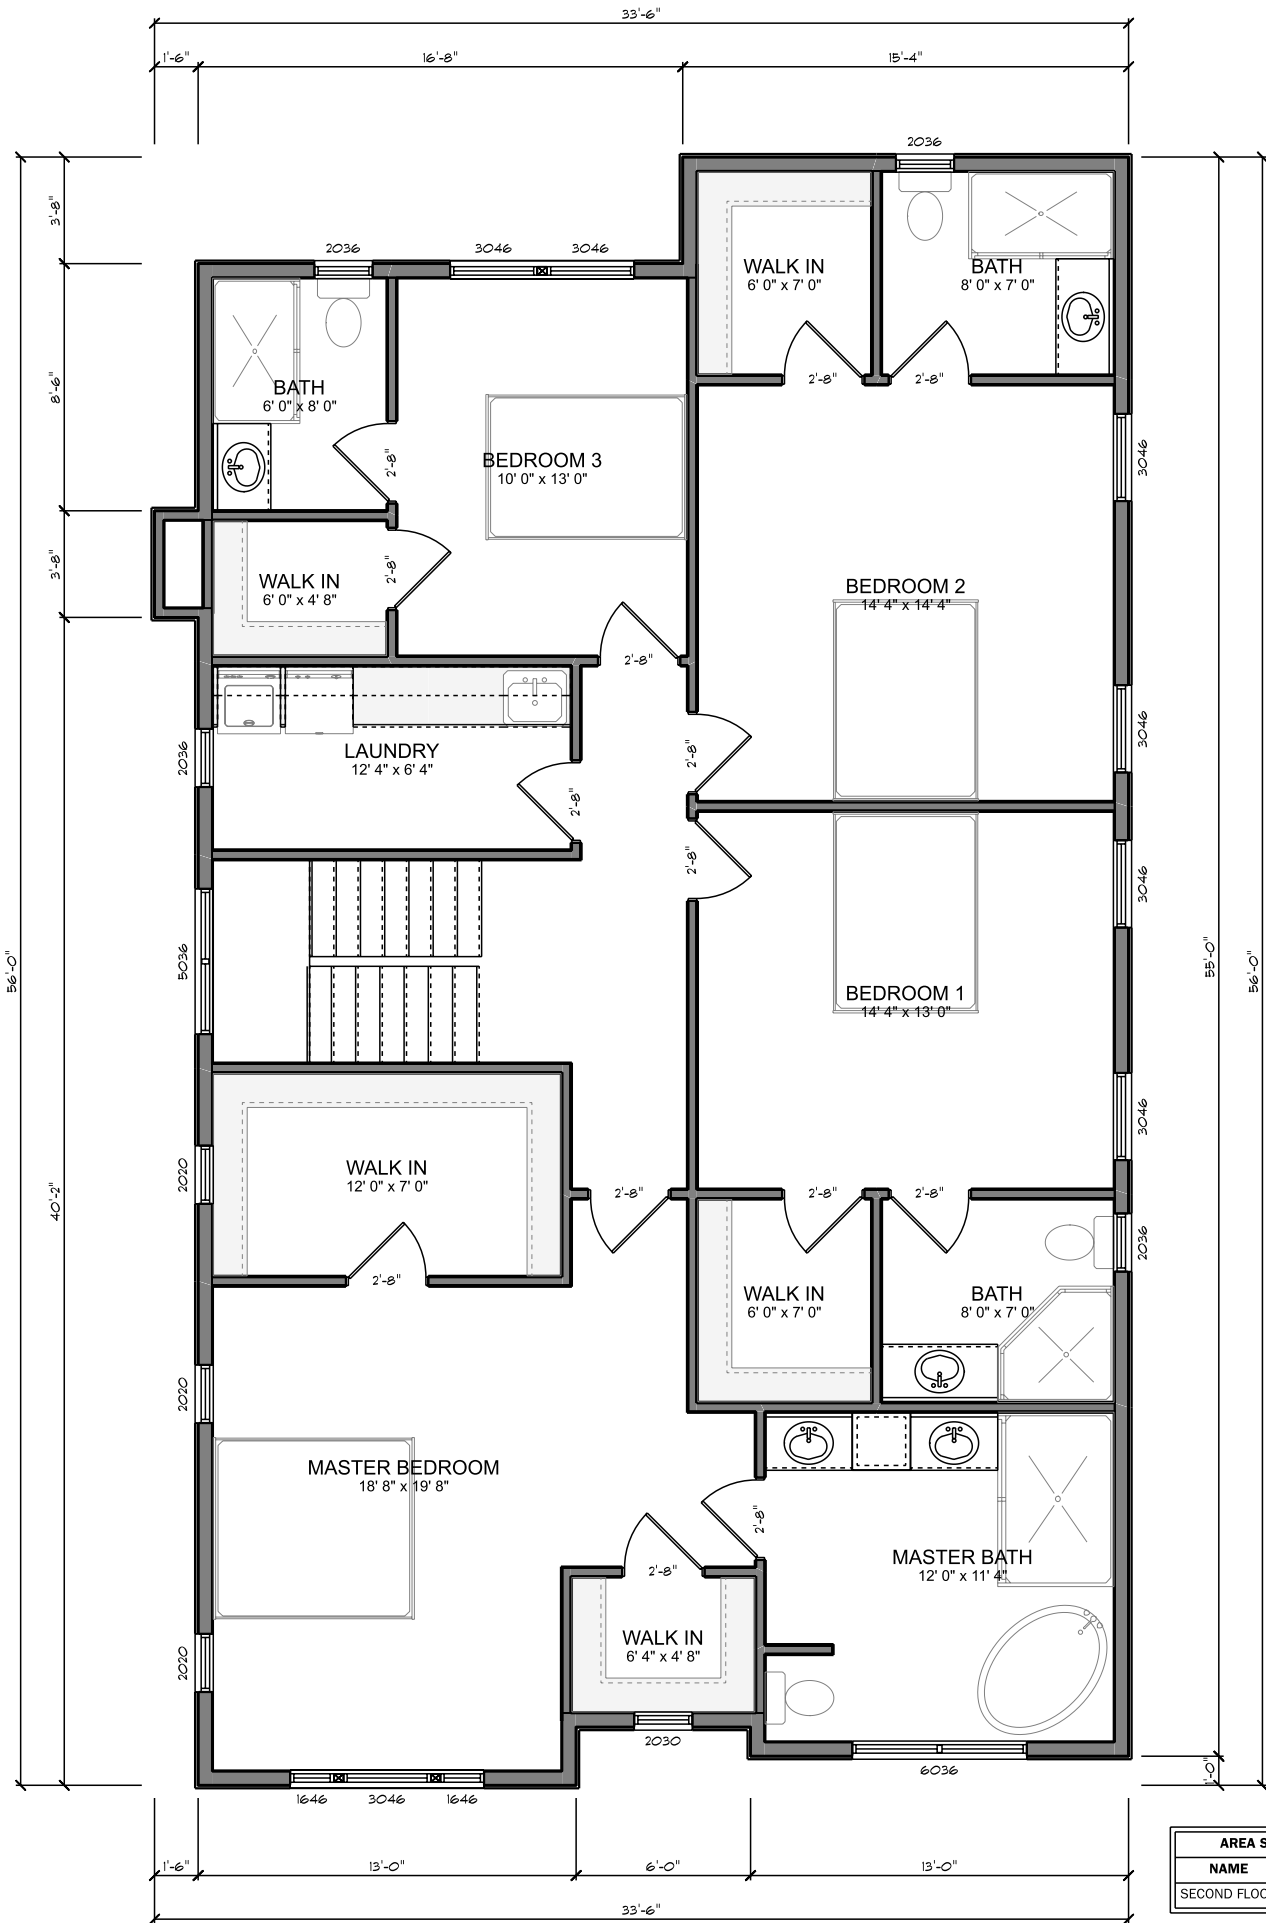 33'-6"
1'-6" 16'-8" 15'-4"
2036
3'-8"
2036 3046 3046
WALK IN
6' 0" x 7' 0"
BATH
8' 0" x 7' 0"
2'-8" 2'-8"
8'-6"
BATH
6' 0" x 8' 0"
2'-8"
BEDROOM 3
10' 0" x 13' 0"
3046
3'-8"
WALK IN
6' 0" x 4' 8"
2'-8"
BEDROOM 2
14' 4" x 14' 4"
2'-8"
2036
LAUNDRY
12' 4" x 6' 4"
2'-8"
2'-8"
3046
2'-8"
3046
56'-0"
5036
BEDROOM 1
14' 4" x 13' 0"
55'-0"
56'-0"
3046
40'-2"
2020
WALK IN
12' 0" x 7' 0"
2'-8"
2'-8" 2'-8" 2'-8"
2036
WALK IN
6' 0" x 7' 0"
BATH
8' 0" x 7' 0"
2020
MASTER BEDROOM
18' 8" x 19' 8"
2'-8"
2'-8"
MASTER BATH
12' 0" x 11' 4"
2020
WALK IN
6' 4" x 4' 8"
2030
6036
1'-0"
1646 3046 1646
1'-6" 13'-0" 6'-0" 13'-0"
33'-6"
AREA S
NAME
SECOND FLOO